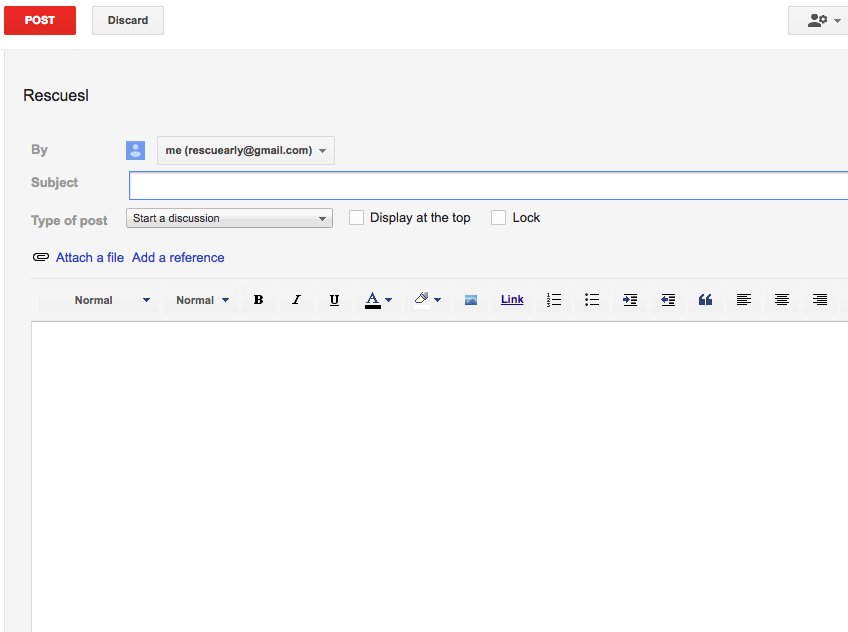 POST Discard
Rescuesl
By me (rescuearly@gmail.com)
Subject
Type of post Start a discussion Display at the top Lock
Attach a file Add a reference
Normal Normal B I U A Link